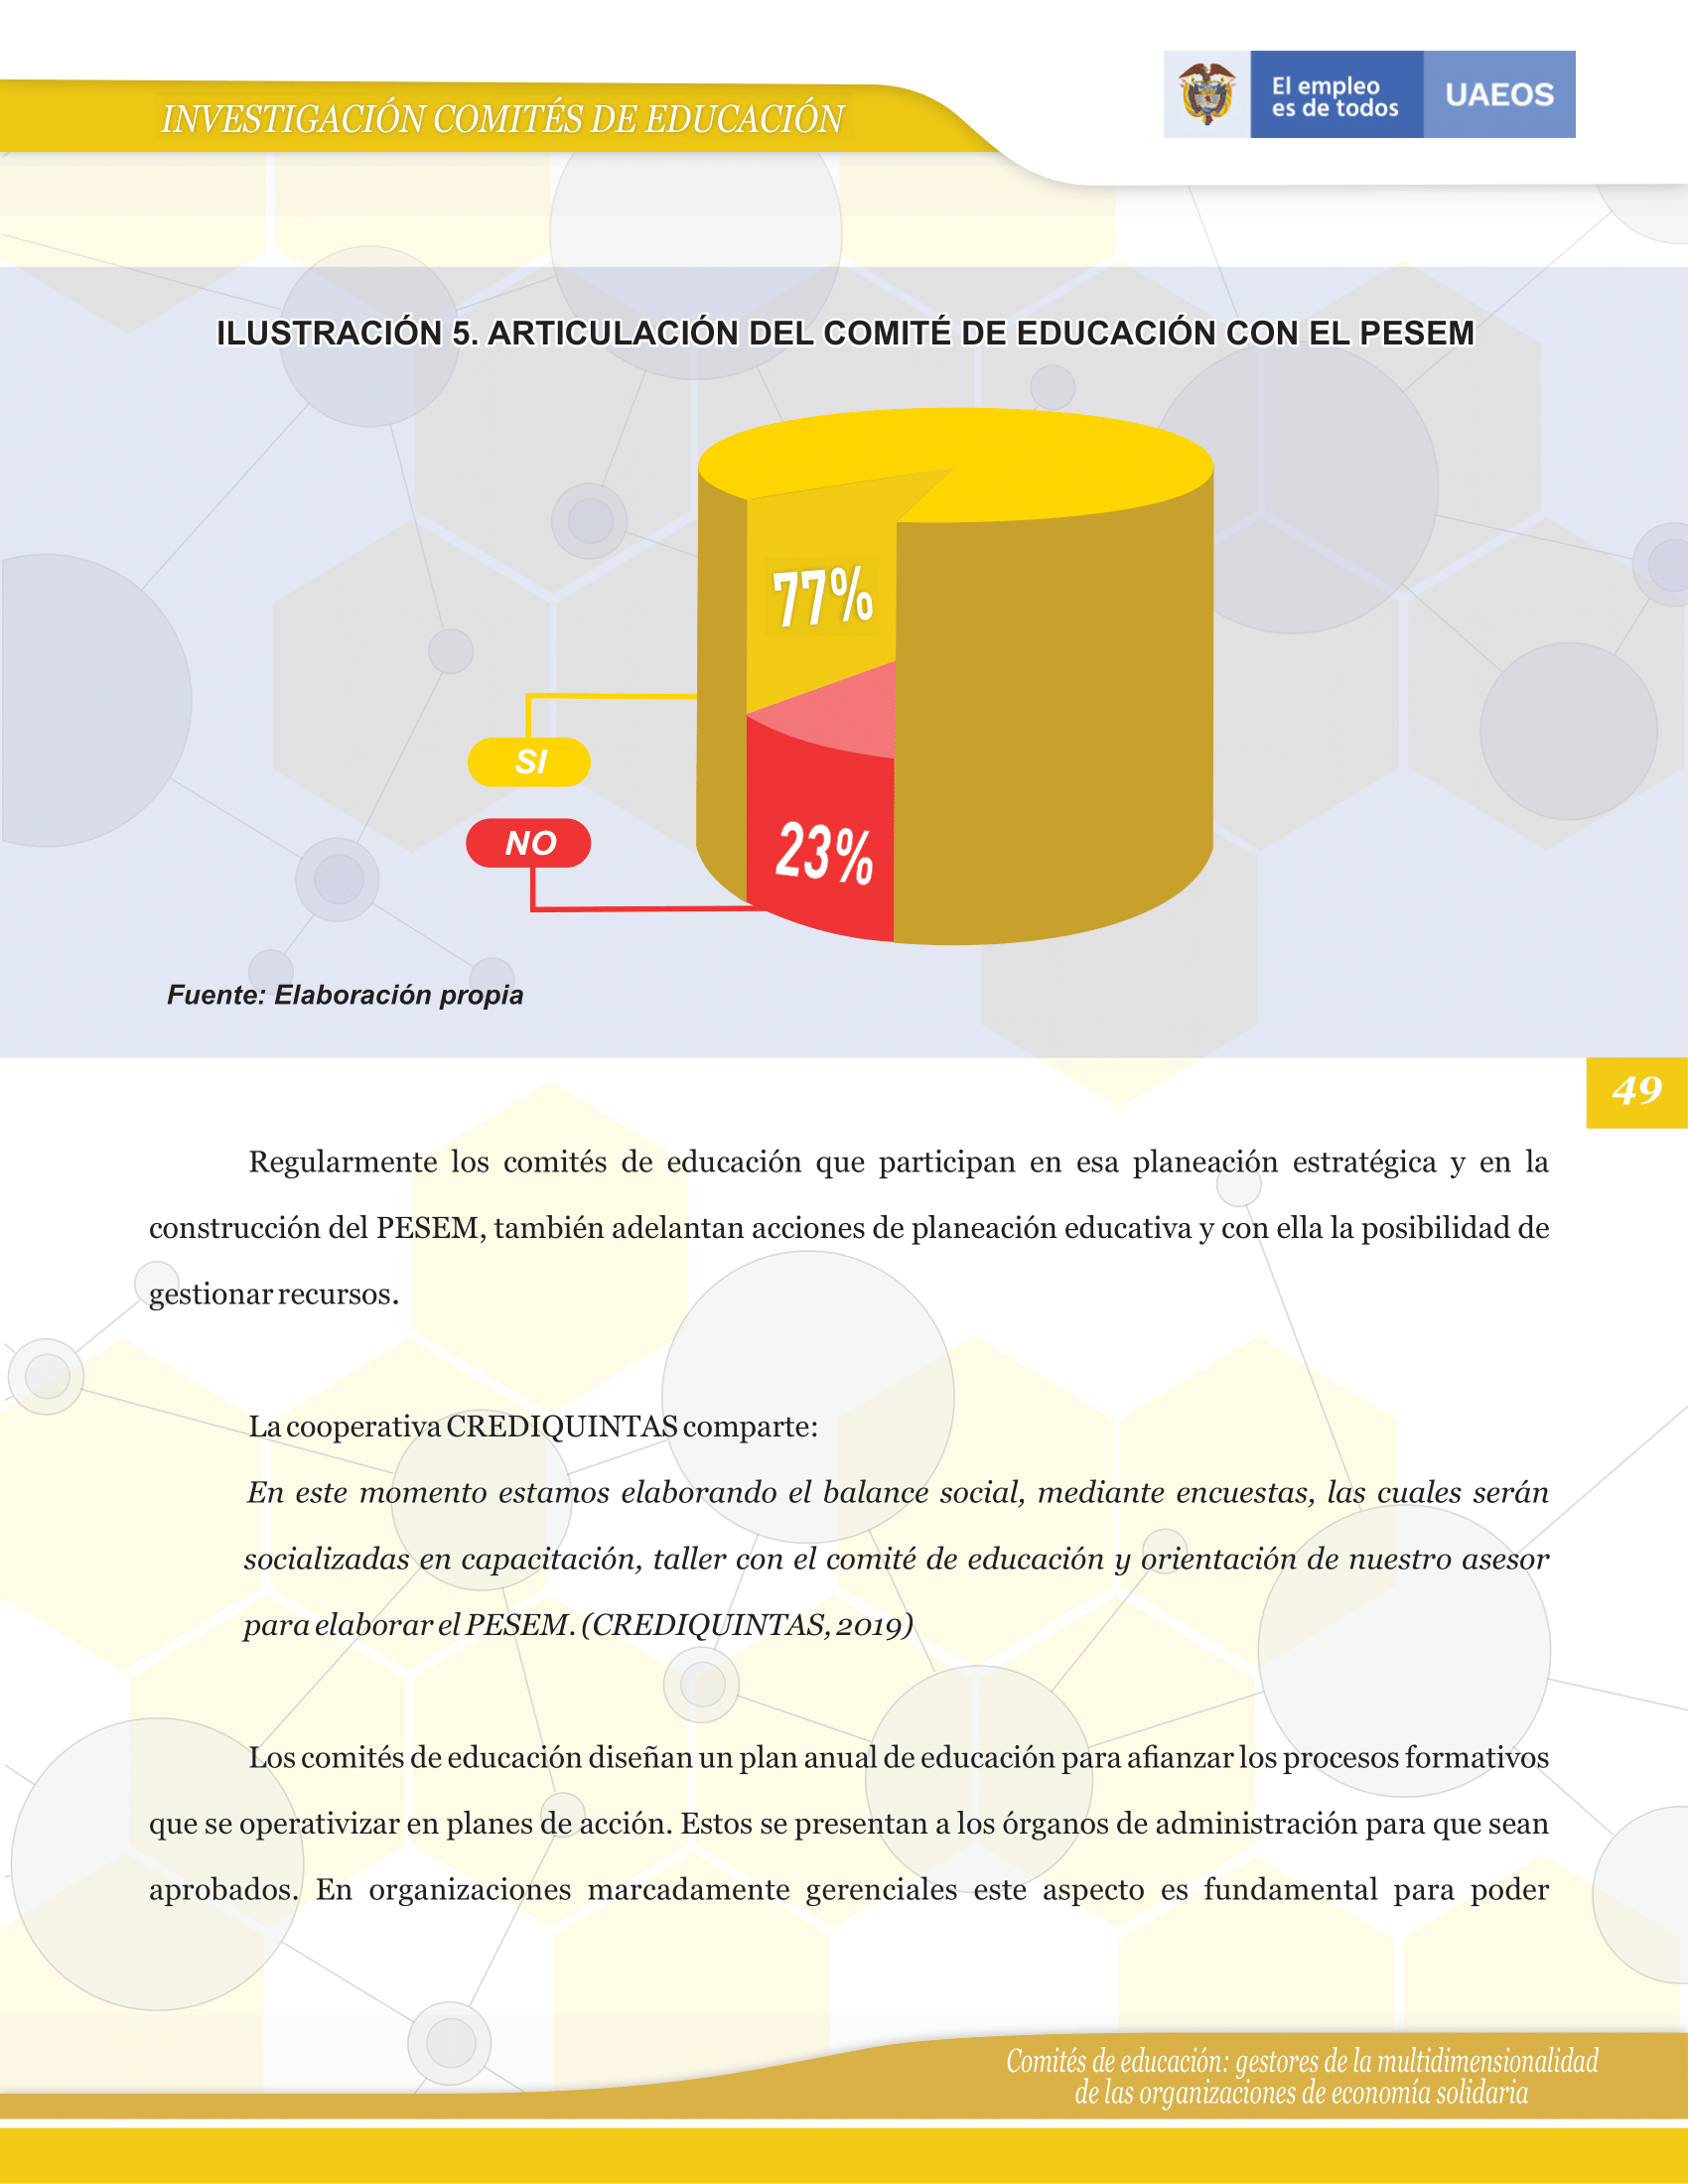 INVESTIGACIÓN COMITÉS DE EDUCACIÓN
El empleo
es de todos
UAEOS
ILUSTRACIÓN 5. ARTICULACIÓN DEL COMITÉ DE EDUCACIÓN CON EL PESEM
77%
SI
NO
23%
Fuente: Elaboración propia
49
Regularmente los comités de educación que participan en esa planeación estratégica y en la
construcción del PESEM, también adelantan acciones de planeación educativa y con ella la posibilidad de
gestionar recursos.
La cooperativa CREDIQUINTAS comparte:
En este momento estamos elaborando el balance social, mediante encuestas, las cuales serán
socializadas en capacitación, taller con el comité de educación y orientación de nuestro asesor
para elaborar el PESEM. (CREDIQUINTAS, 2019)
Los comités de educación diseñan un plan anual de educación para afianzar los procesos formativos
que se operativizar en planes de acción. Estos se presentan a los órganos de administración para que sean
aprobados. En organizaciones marcadamente gerenciales este aspecto es fundamental para poder
Comités de educación: gestores de la multidimensionalidad
de las organizaciones de economía solidaria